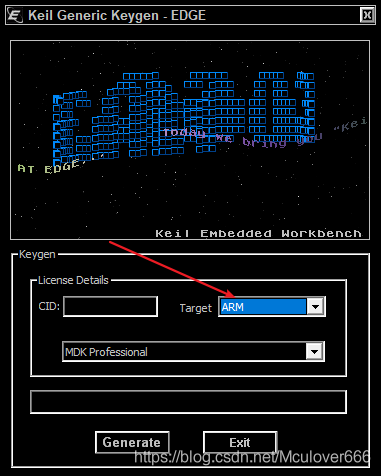 Keil Generic Keygen - EDGE
EDGE
Today we bring you "Kei
AT EDGE,
Keil Embedded Workbench
Keygen
License Details
CID:
Target
ARM
MDK Professional
Generate
Exit
https://blog.csdn.net/Mculover666